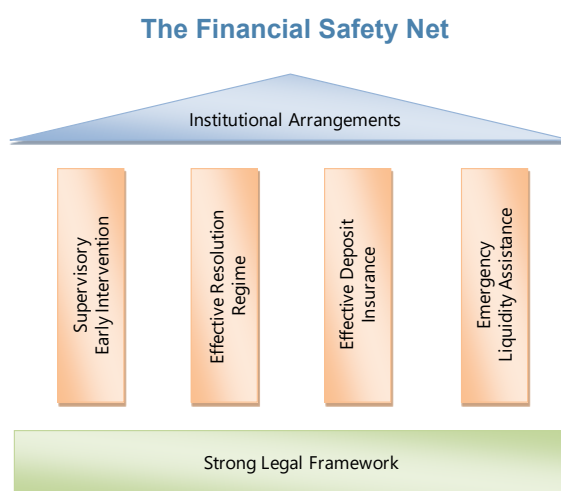 The Financial Safety Net
Institutional Arrangements
Supervisory
Early Intervention
Effective Resolution
Regime
Effective Deposit
Insurance
Emergency
Liquidity Assistance
Strong Legal Framework